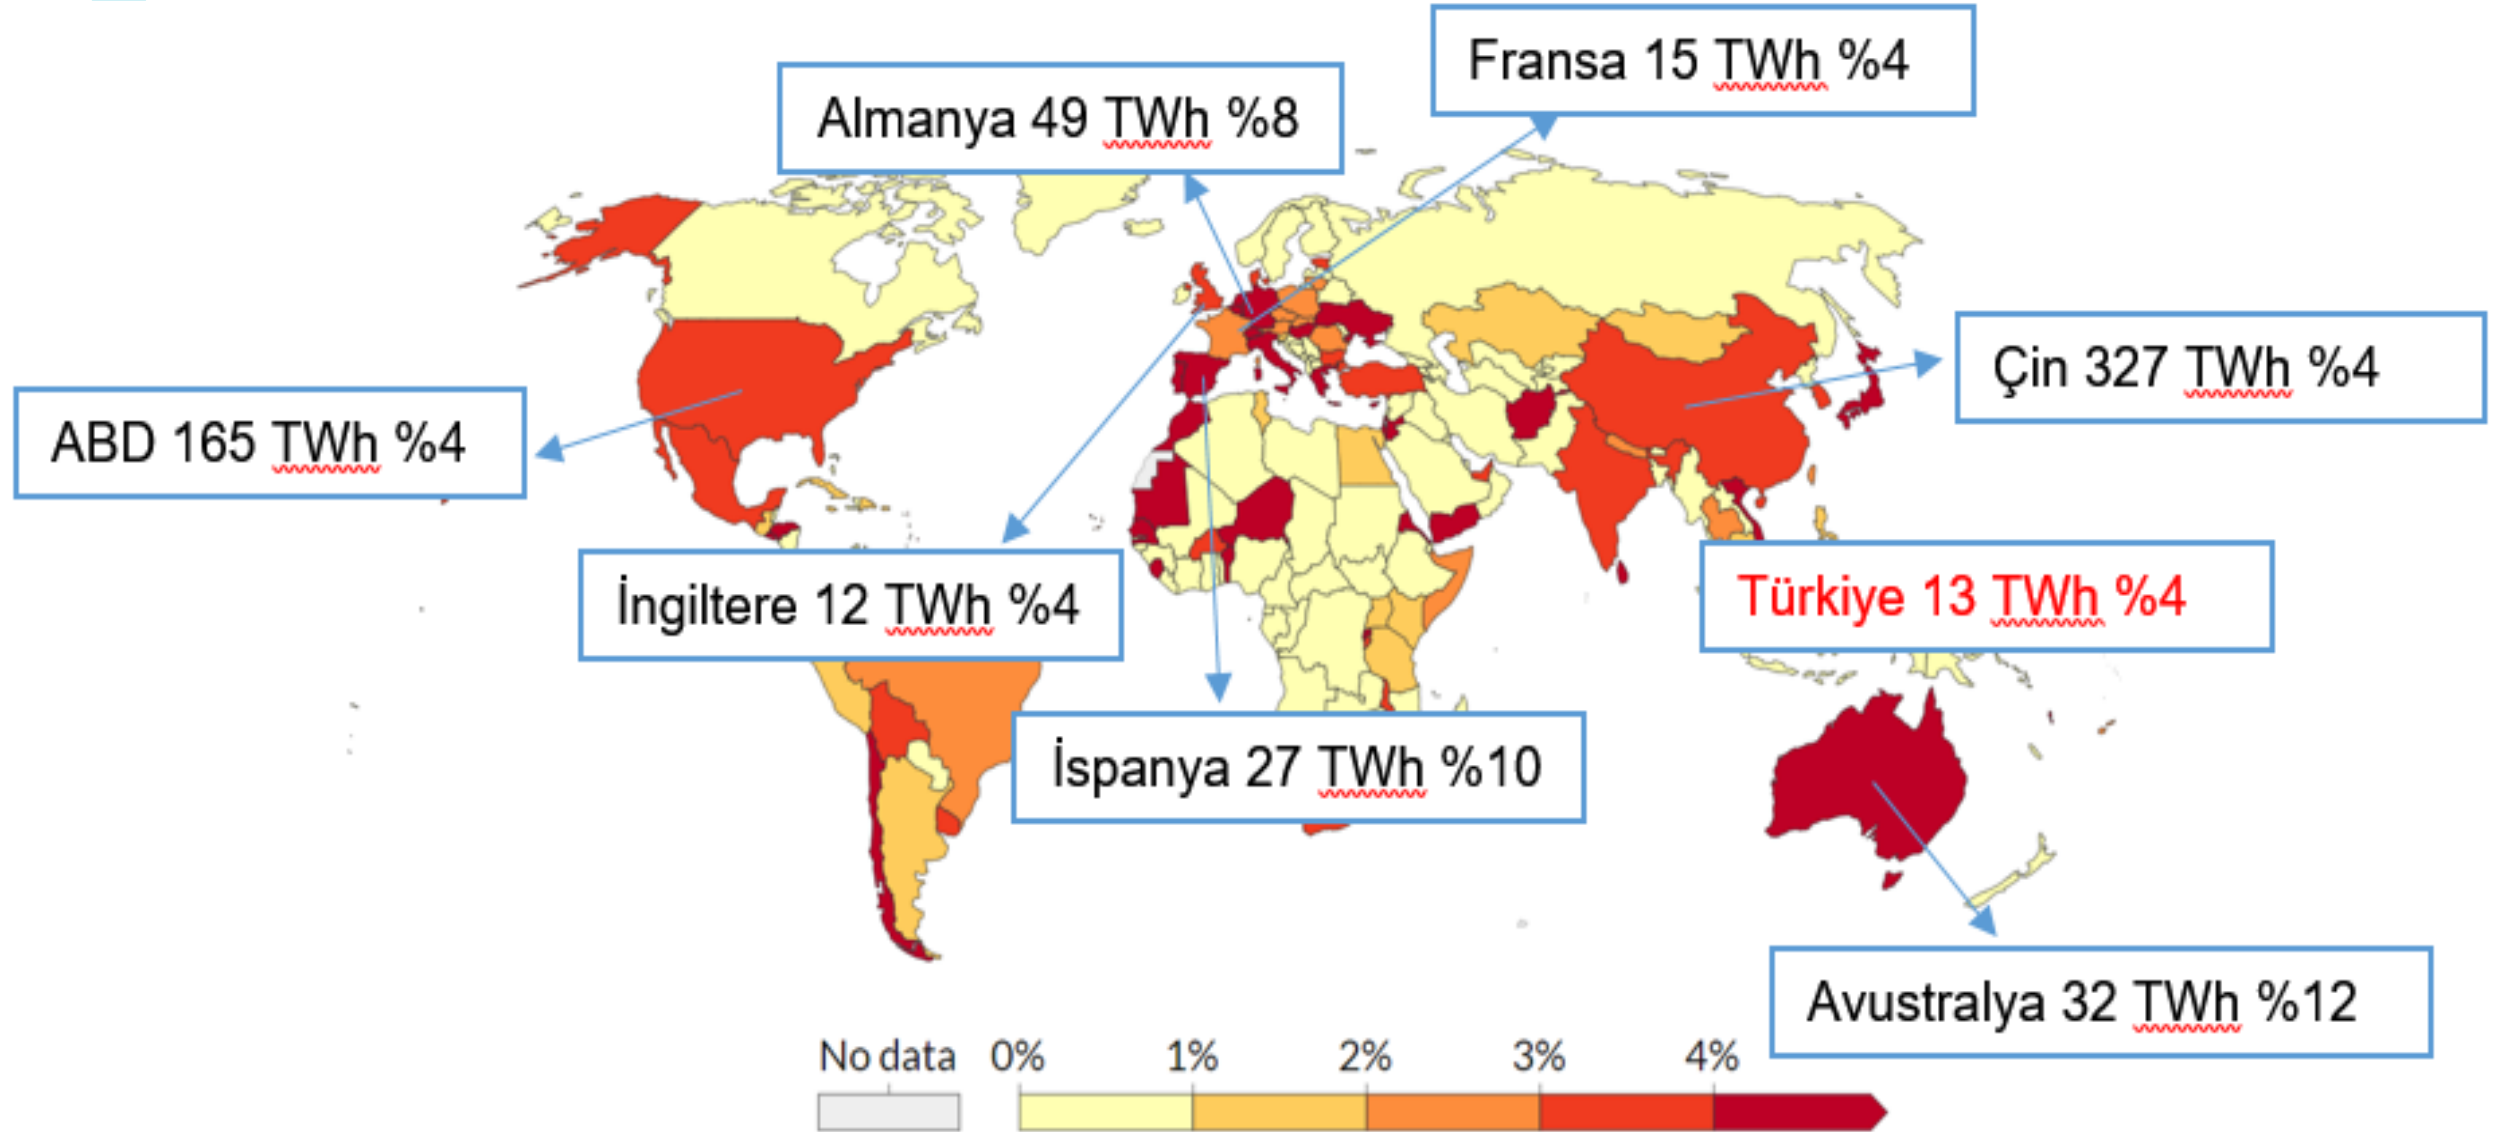 Fransa 15 TWh %4
Almanya 49 TWh %8
Çin 327 TWh %4
ABD 165 TWh %4
İngiltere 12 TWh %4
Türkiye 13 TWh %4
İspanya 27 TWh %10
Avustralya 32 TWh %12
No data 0% 1% 2% 3% 4%